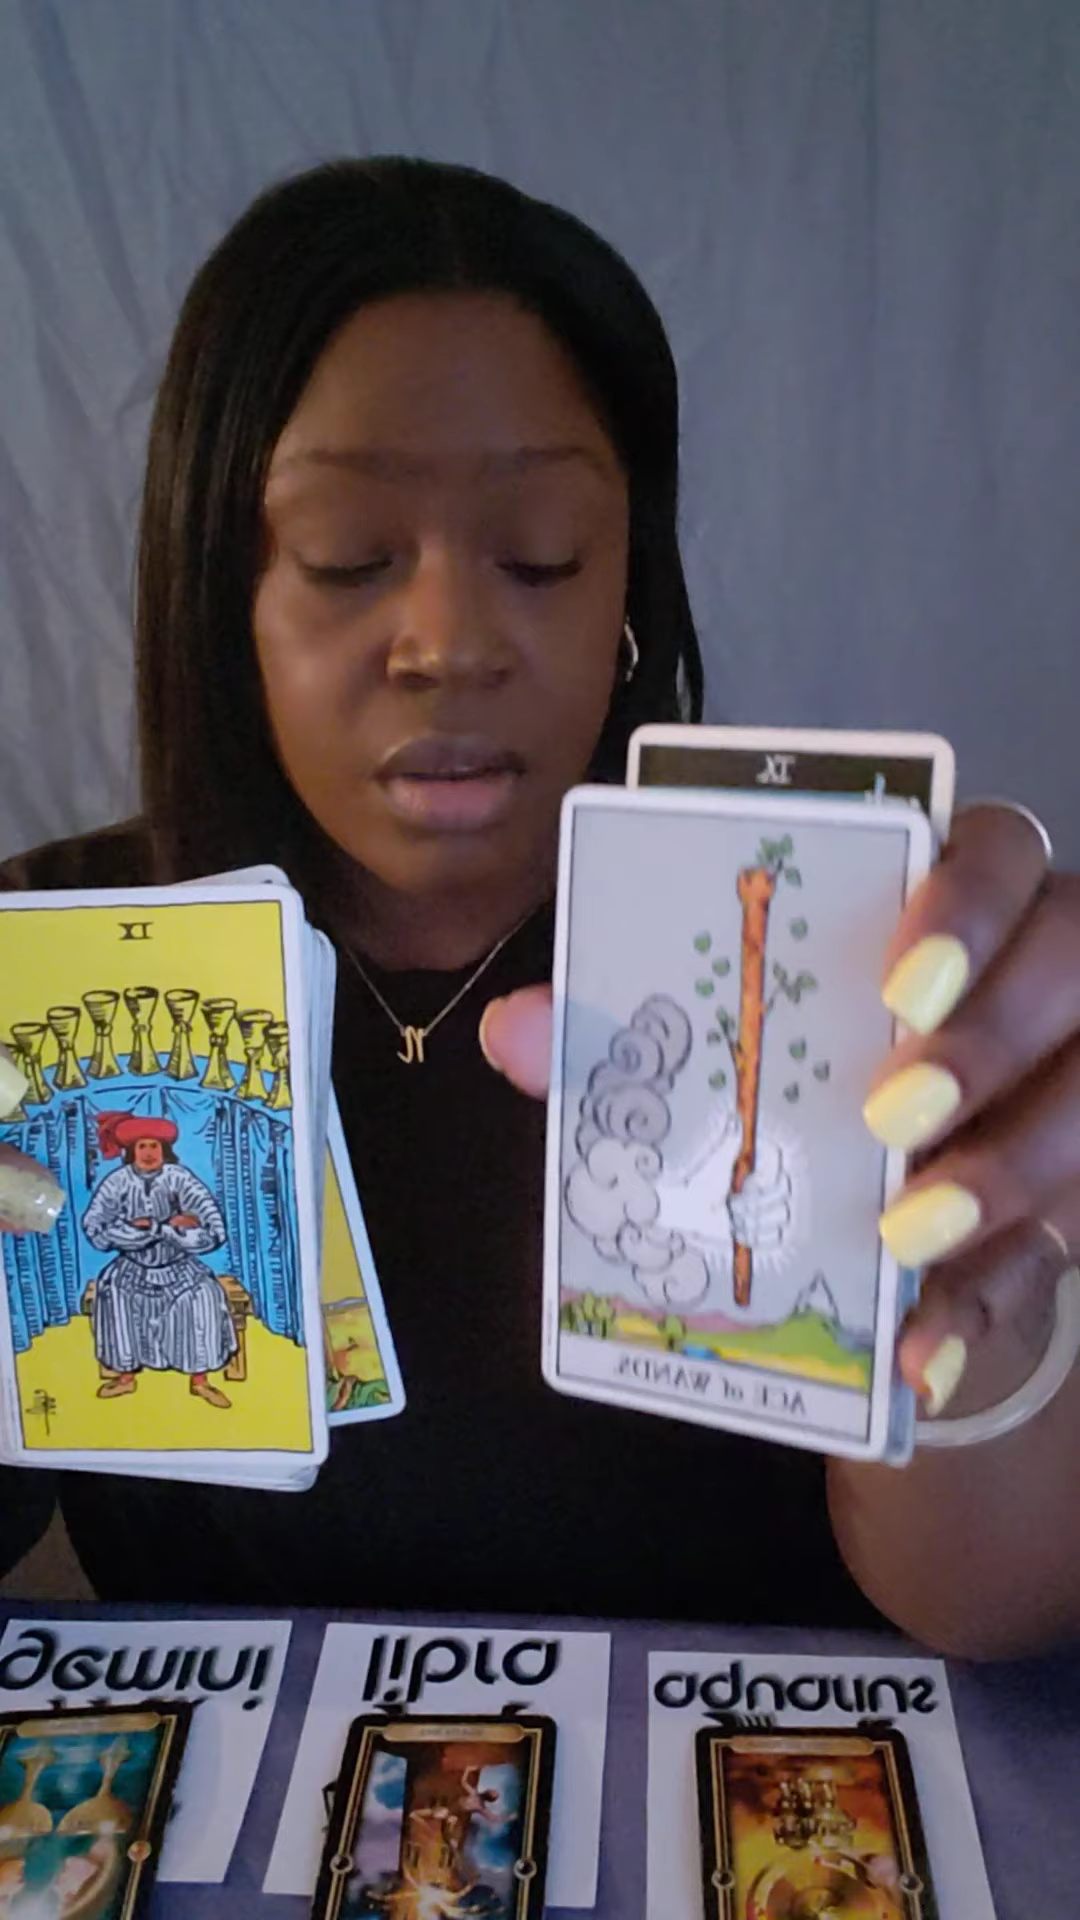 IX
IX
ACE of WANDS.
gemini
libra
aquarius